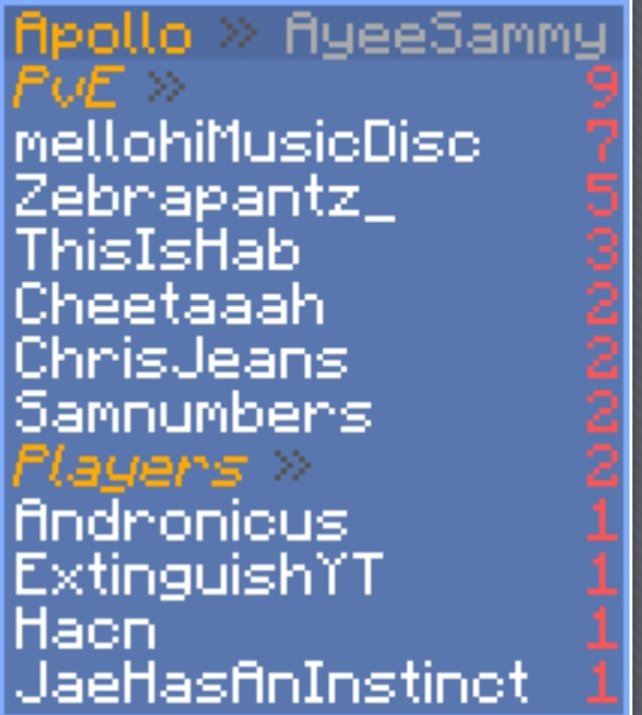 Apollo » AyeeSammy
PvE » 9
mellohiMusicDisc 7
Zebrapantz_ 5
ThisIsHab 3
Cheetaaah 2
ChrisJeans 2
Samnumbers 2
Players » 2
Andronicus 1
ExtinguishYT 1
Hacn 1
JaeHasAnInstinct 1